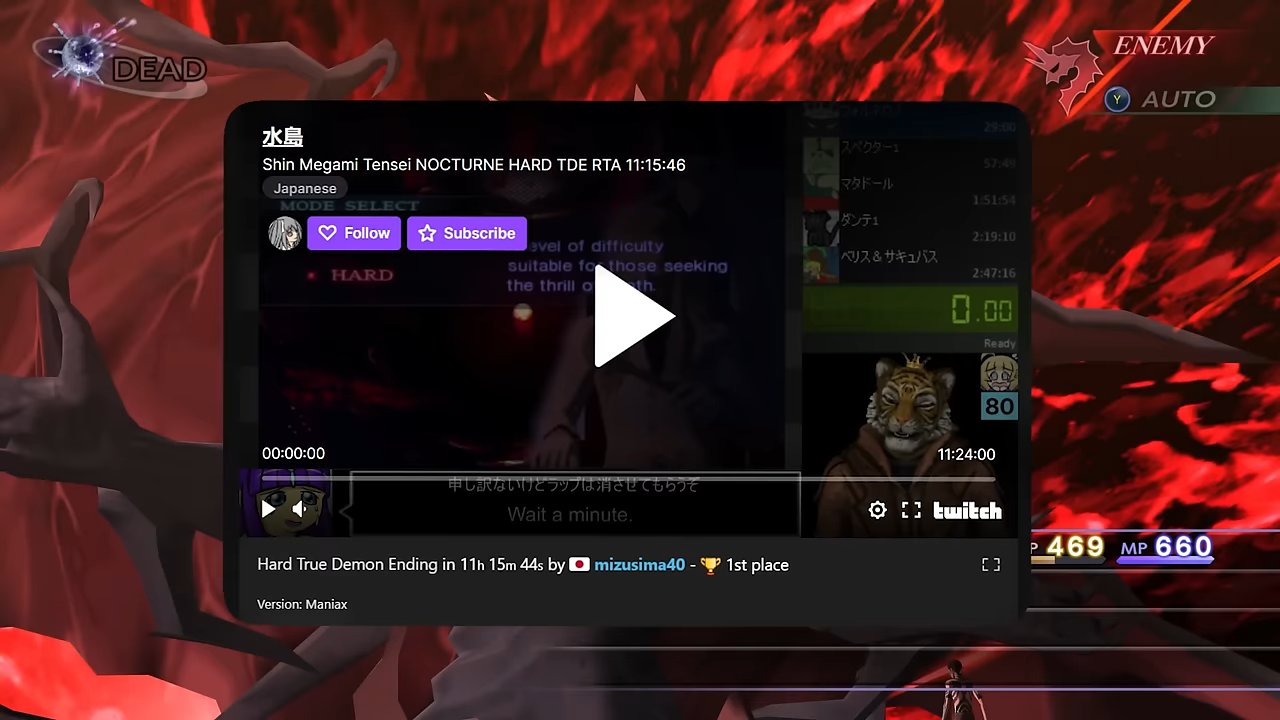 DEAD
ENEMY
Y AUTO
水島
Shin Megami Tensei NOCTURNE HARD TDE RTA 11:15:46
Japanese
MODE SELECT
Follow
Subscribe
evel of difficulty
suitable for those seeking
the thrill o
HARD
29:00
スペクター1
57:49
マタドール
1:51:54
ダンテ1
2:19:10
ベリス&サキュバス
2:47:16
0.00
Ready
80
00:00:00
11:24:00
申し訳ないけどラップは消させてもらうぞ
Wait a minute.
twitch
Hard True Demon Ending in 11h 15m 44s by mizusima40 - 🏆 1st place
Version: Maniax
P 469 MP 660